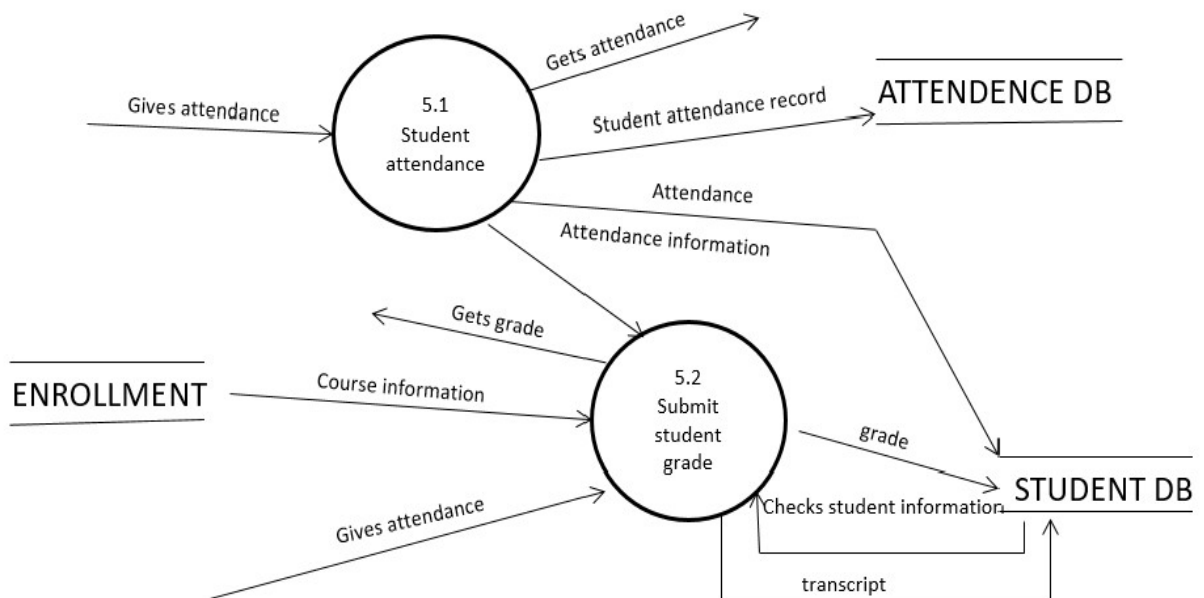 Gets attendance
5.1
Student
attendance
Gives attendance
Student attendance record
ATTENDENCE DB
Attendance
Attendance information
Gets grade
ENROLLMENT
Course information
5.2
Submit
student
grade
grade
STUDENT DB
Checks student information
Gives attendance
transcript